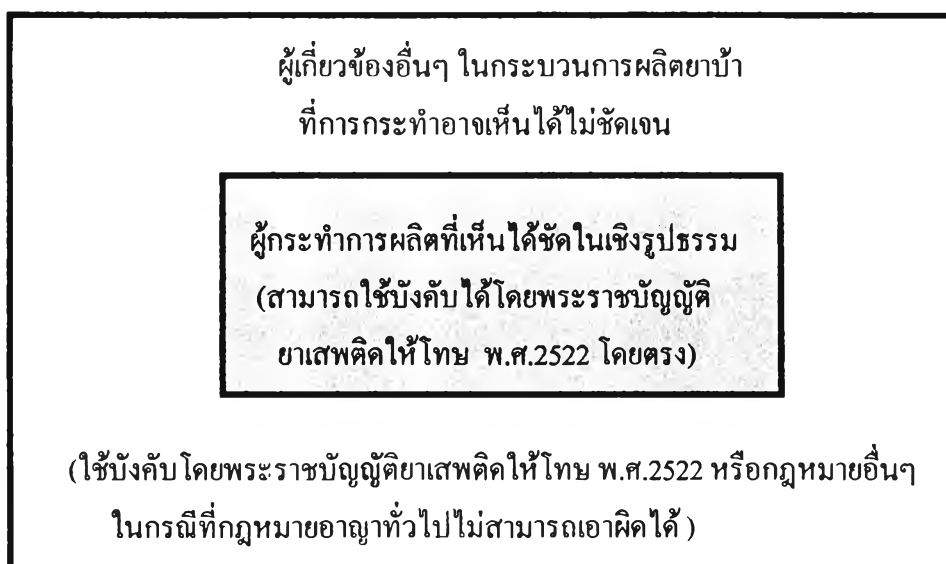 ผู้เกี่ยวข้องอื่นๆ ในกระบวนการผลิตยาบ้า
ที่การกระทำอาจเห็นได้ไม่ชัดเจน
ผู้กระทำการผลิตที่เห็นได้ชัดในเชิงรูปธรรม
(สามารถใช้บังคับได้โดยพระราชบัญญัติ
ยาเสพติดให้โทษ พ.ศ.2522 โดยตรง)
(ใช้บังคับโดยพระราชบัญญัติยาเสพติดให้โทษ พ.ศ.2522 หรือกฎหมายอื่นๆ
ในกรณีที่กฎหมายอาญาทั่วไปไม่สามารถเอาผิดได้ )